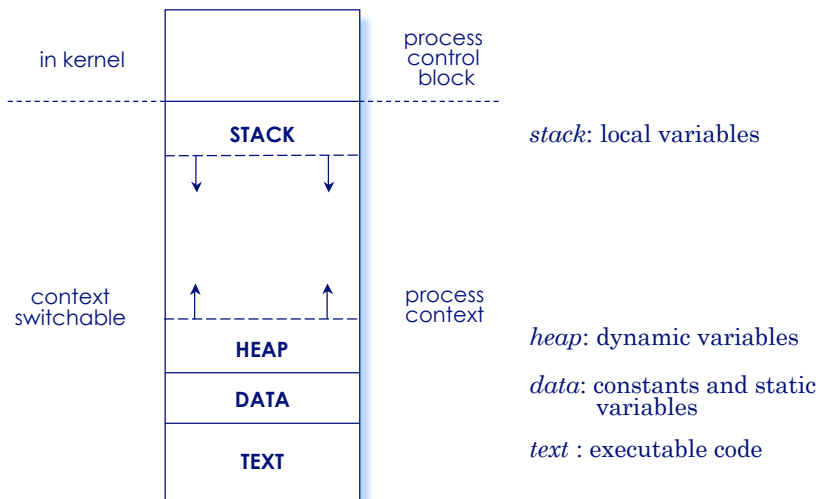 in kernel
process
control
block
STACK
stack: local variables
context
switchable
process
context
HEAP
heap: dynamic variables
DATA
data: constants and static
variables
TEXT
text : executable code